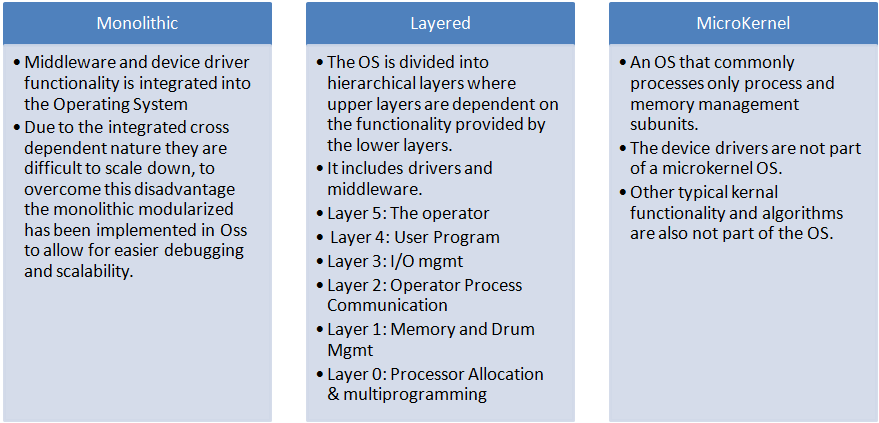 Monolithic
• Middleware and device driver
functionality is integrated into
the Operating System
• Due to the integrated cross
dependent nature they are
difficult to scale down, to
overcome this disadvantage
the monolithic modularized
has been implemented in Oss
to allow for easier debugging
and scalability.
Layered
• The OS is divided into
hierarchical layers where
upper layers are dependent on
the functionality provided by
the lower layers.
• It includes drivers and
middleware.
• Layer 5: The operator
• Layer 4: User Program
• Layer 3: I/O mgmt
• Layer 2: Operator Process
Communication
• Layer 1: Memory and Drum
Mgmt
• Layer 0: Processor Allocation
& multiprogramming
MicroKernel
• An OS that commonly
processes only process and
memory management
subunits.
• The device drivers are not part
of a microkernel OS.
• Other typical kernal
functionality and algorithms
are also not part of the OS.